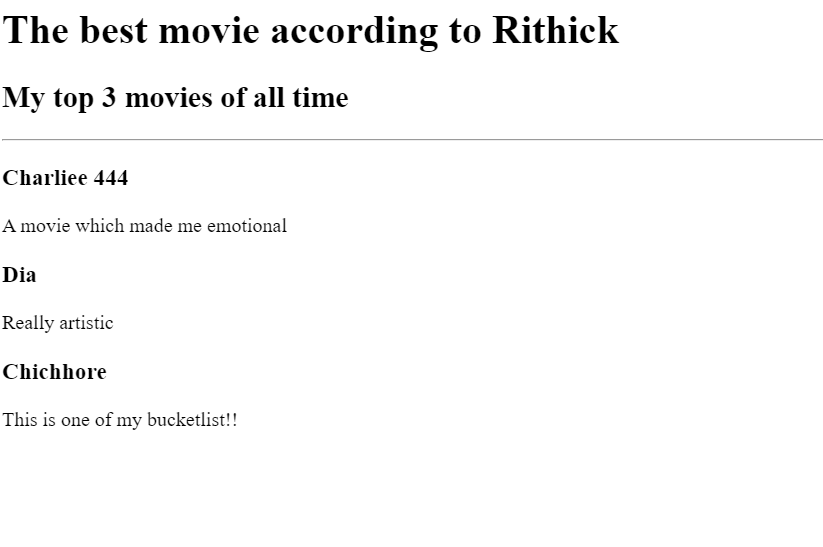 The best movie according to Rithick
My top 3 movies of all time
Charliee 444
A movie which made me emotional
Dia
Really artistic
Chichhore
This is one of my bucketlist!!